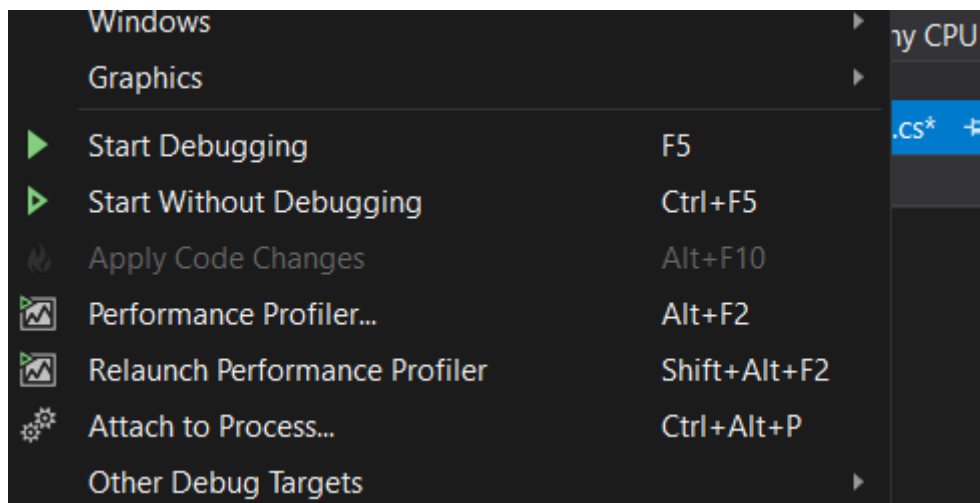 Windows
ny CPU
Graphics
.cs*
Start Debugging F5
Start Without Debugging Ctrl+F5
Apply Code Changes Alt+F10
Performance Profiler... Alt+F2
Relaunch Performance Profiler Shift+Alt+F2
Attach to Process... Ctrl+Alt+P
Other Debug Targets